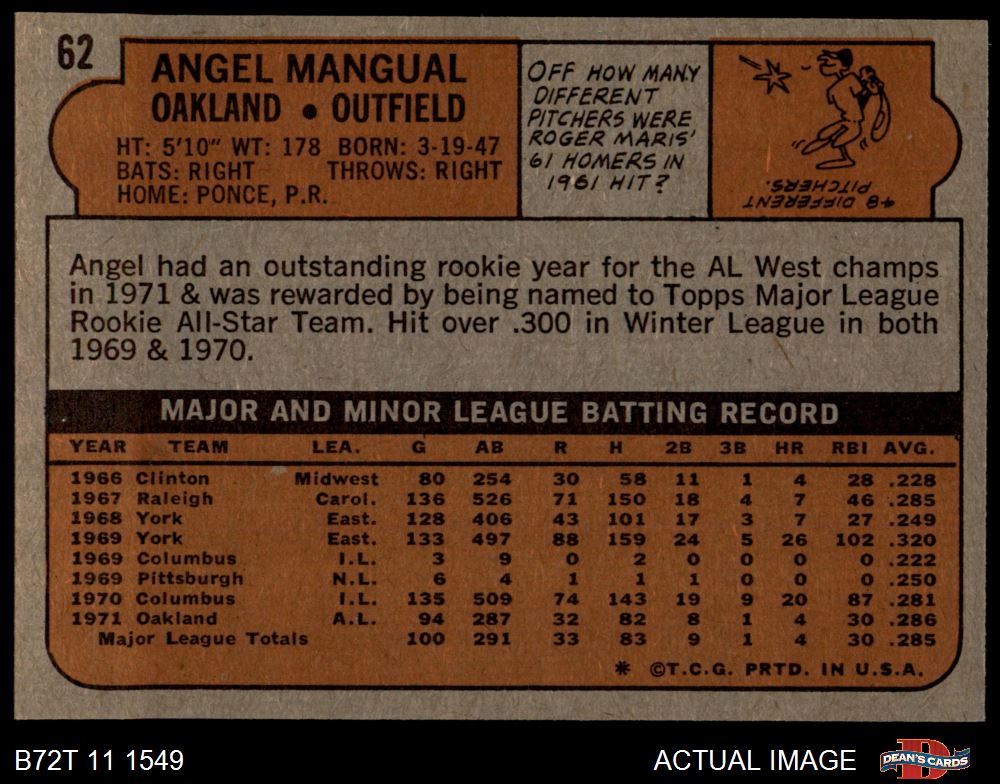 62
ANGEL MANGUAL
OAKLAND • OUTFIELD
HT: 5'10" WT: 178 BORN: 3-19-47
BATS: RIGHT THROWS: RIGHT
HOME: PONCE, P.R.
OFF HOW MANY
DIFFERENT
PITCHERS WERE
ROGER MARIS'
61 HOMERS IN
1961 HIT?
48 DIFFERENT
PITCHERS.
Angel had an outstanding rookie year for the AL West champs
in 1971 & was rewarded by being named to Topps Major League
Rookie All-Star Team. Hit over .300 in Winter League in both
1969 & 1970.
MAJOR AND MINOR LEAGUE BATTING RECORD
YEAR TEAM LEA. G AB R H 2B 3B HR RBI AVG.
1966 Clinton Midwest 80 254 30 58 11 1 4 28 .228
1967 Raleigh Carol. 136 526 71 150 18 4 7 46 .285
1968 York East. 128 406 43 101 17 3 7 27 .249
1969 York East. 133 497 88 159 24 5 26 102 .320
1969 Columbus I.L. 3 9 0 2 0 0 0 0 .222
1969 Pittsburgh N.L. 6 4 1 1 1 0 0 0 .250
1970 Columbus I.L. 135 509 74 143 19 9 20 87 .281
1971 Oakland A.L. 94 287 32 82 8 1 4 30 .286
Major League Totals 100 291 33 83 9 1 4 30 .285
* ©T.C.G. PRTD. IN U.S.A.
B72T 11 1549
ACTUAL IMAGE
D
DEAN'S CARDS